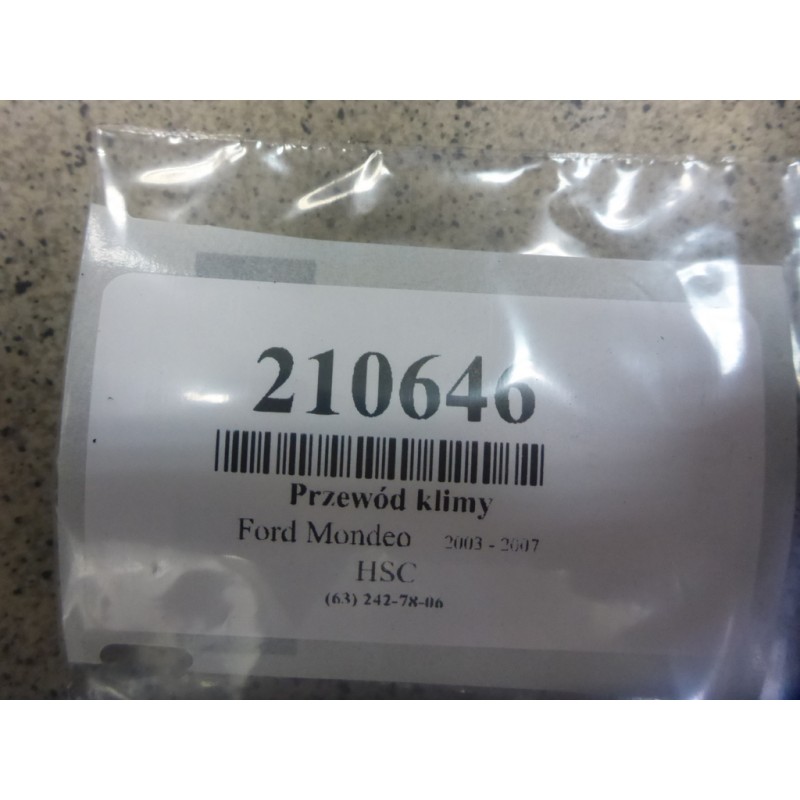 210646
Przewód klimy
Ford Mondeo 2003 - 2007
HSC
(63) 242-78-06